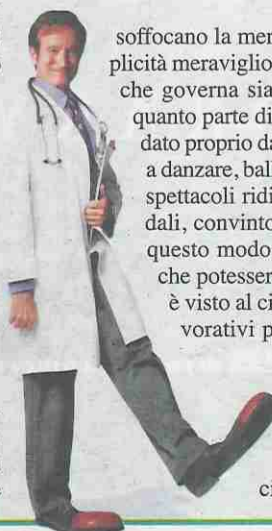 soffocano la mer
plicità meraviglio
che governa sia
quanto parte di
dato proprio da
a danzare, bal
spettacoli ridi
dali, convinto
questo modo
che potesser
è visto al ci
vorativi p
ci